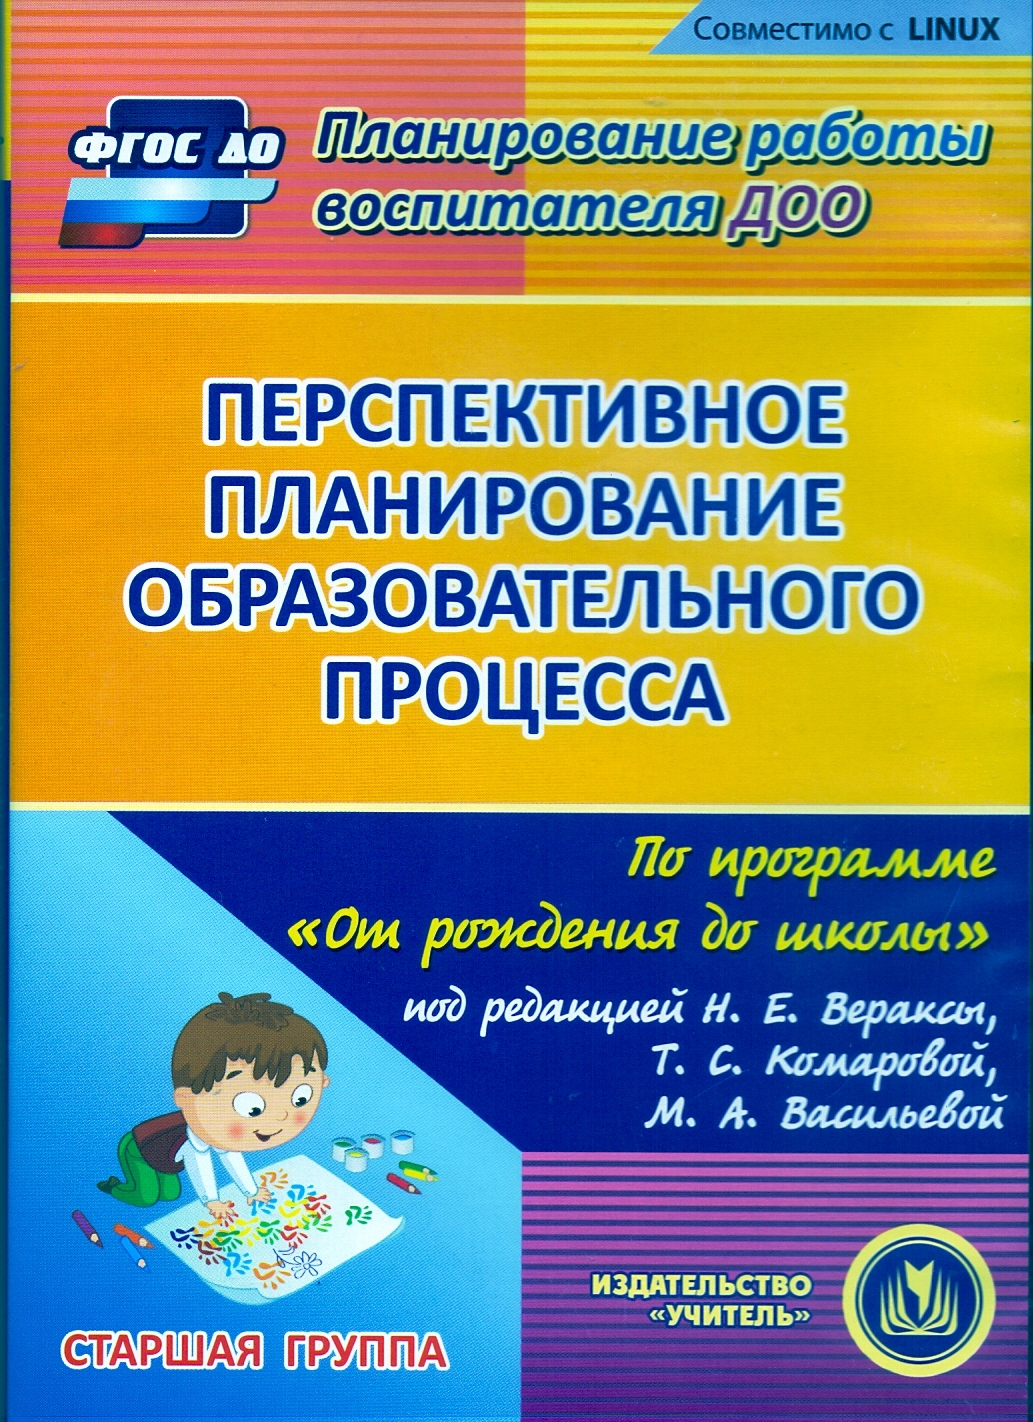 Совместимо с LINUX
ФГОС ДО
Планирование работы
воспитателя ДОО
ПЕРСПЕКТИВНОЕ
ПЛАНИРОВАНИЕ
ОБРАЗОВАТЕЛЬНОГО
ПРОЦЕССА
По программе
«От рождения до школы»
под редакцией Н. Е. Вераксы,
Т. С. Комаровой,
М. А. Васильевой
ИЗДАТЕЛЬСТВО
«УЧИТЕЛЬ»
СТАРШАЯ ГРУППА